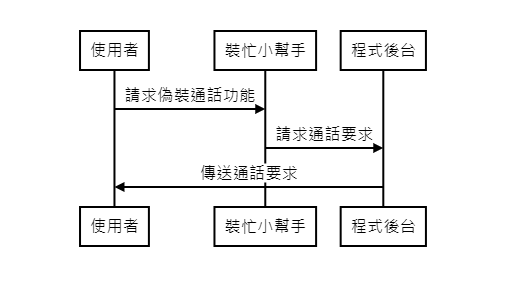 使用者
裝忙小幫手
程式後台
請求偽裝通話功能
請求通話要求
傳送通話要求
使用者
裝忙小幫手
程式後台